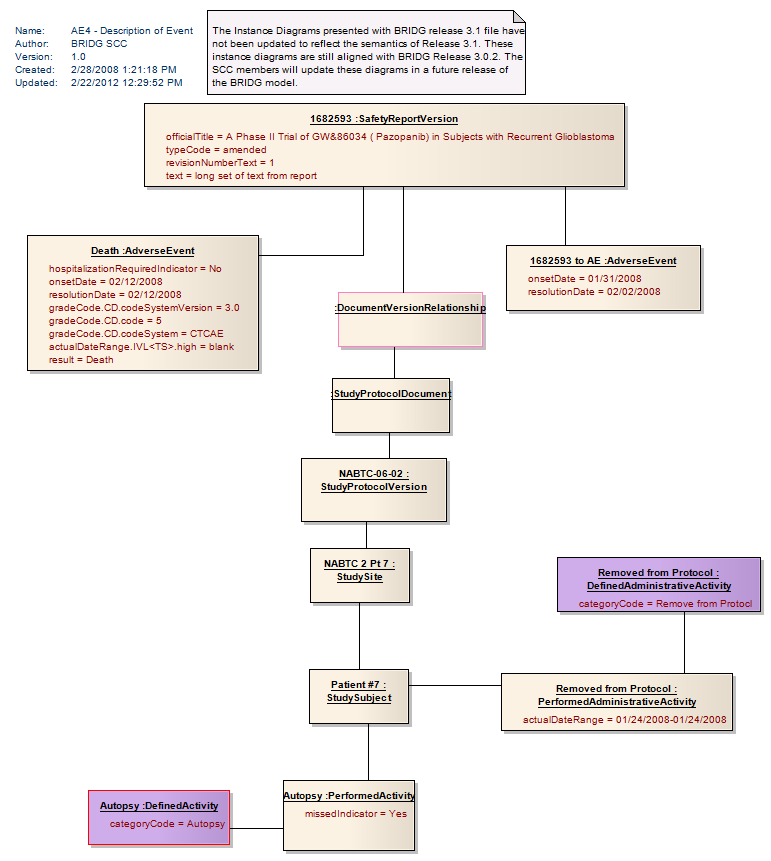 Name: AE4 - Description of Event
Author: BRIDG SCC
Version: 1.0
Created: 2/28/2008 1:21:18 PM
Updated: 2/22/2012 12:29:52 PM
The Instance Diagrams presented with BRIDG release 3.1 file have
not been updated to reflect the semantics of Release 3.1. These
instance diagrams are still aligned with BRIDG Release 3.0.2. The
SCC members will update these diagrams in a future release of
the BRIDG model.
1682593 :SafetyReportVersion
officialTitle = A Phase II Trial of GW&86034 ( Pazopanib) in Subjects with Recurrent Glioblastoma
typeCode = amended
revisionNumberText = 1
text = long set of text from report
Death :AdverseEvent
hospitalizationRequiredIndicator = No
onsetDate = 02/12/2008
resolutionDate = 02/12/2008
gradeCode.CD.codeSystemVersion = 3.0
gradeCode.CD.code = 5
gradeCode.CD.codeSystem = CTCAE
actualDateRange.IVL<TS>.high = blank
result = Death
1682593 to AE :AdverseEvent
onsetDate = 01/31/2008
resolutionDate = 02/02/2008
:DocumentVersionRelationship
:StudyProtocolDocument
NABTC-06-02 :
StudyProtocolVersion
NABTC 2 Pt 7 :
StudySite
Removed from Protocol :
DefinedAdministrativeActivity
categoryCode = Remove from Protocl
Patient #7 :
StudySubject
Removed from Protocol :
PerformedAdministrativeActivity
actualDateRange = 01/24/2008-01/24/2008
Autopsy :DefinedActivity
categoryCode = Autopsy
Autopsy :PerformedActivity
missedIndicator = Yes